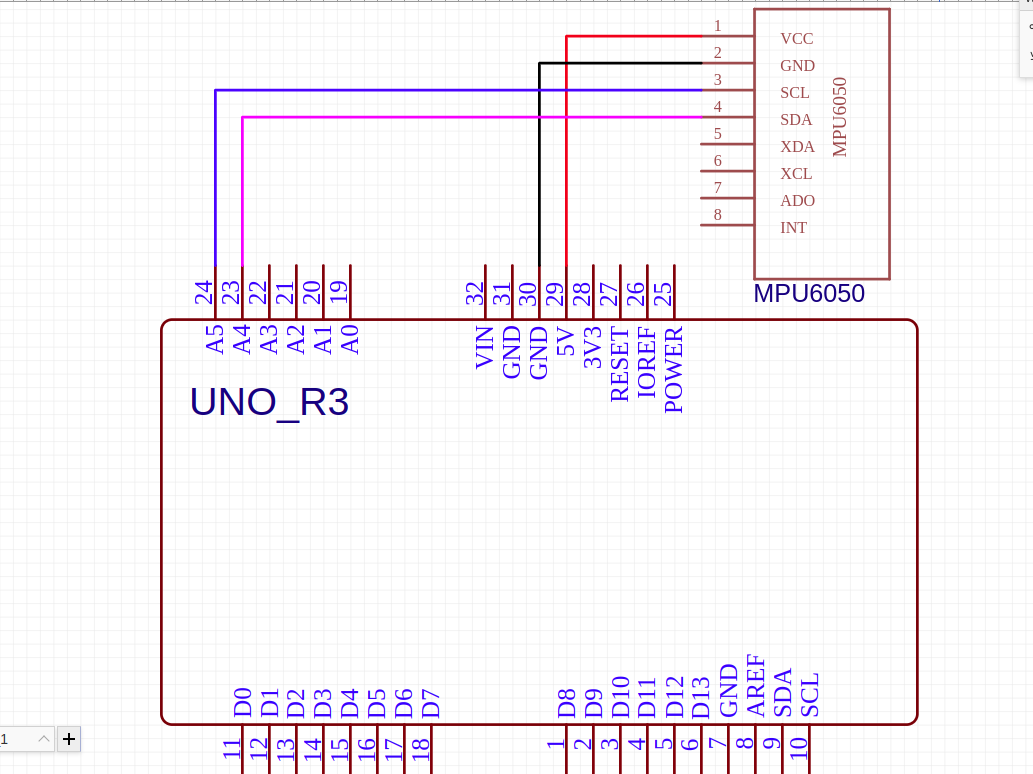 1
VCC
2
GND
3
SCL
4
SDA
5
XDA
6
XCL
7
ADO
8
INT
MPU6050
MPU6050
24 23 22 21 20 19
32 31 30 29 28 27 26 25
A5 A4 A3 A2 A1 A0
VIN GND GND 5V 3V3 RESET IOREF POWER
UNO_R3
D0 D1 D2 D3 D4 D5 D6 D7
D8 D9 D10 D11 D12 D13 GND AREF SDA SCL
11 12 13 14 15 16 17 18
1 2 3 4 5 6 7 8 9 10
1